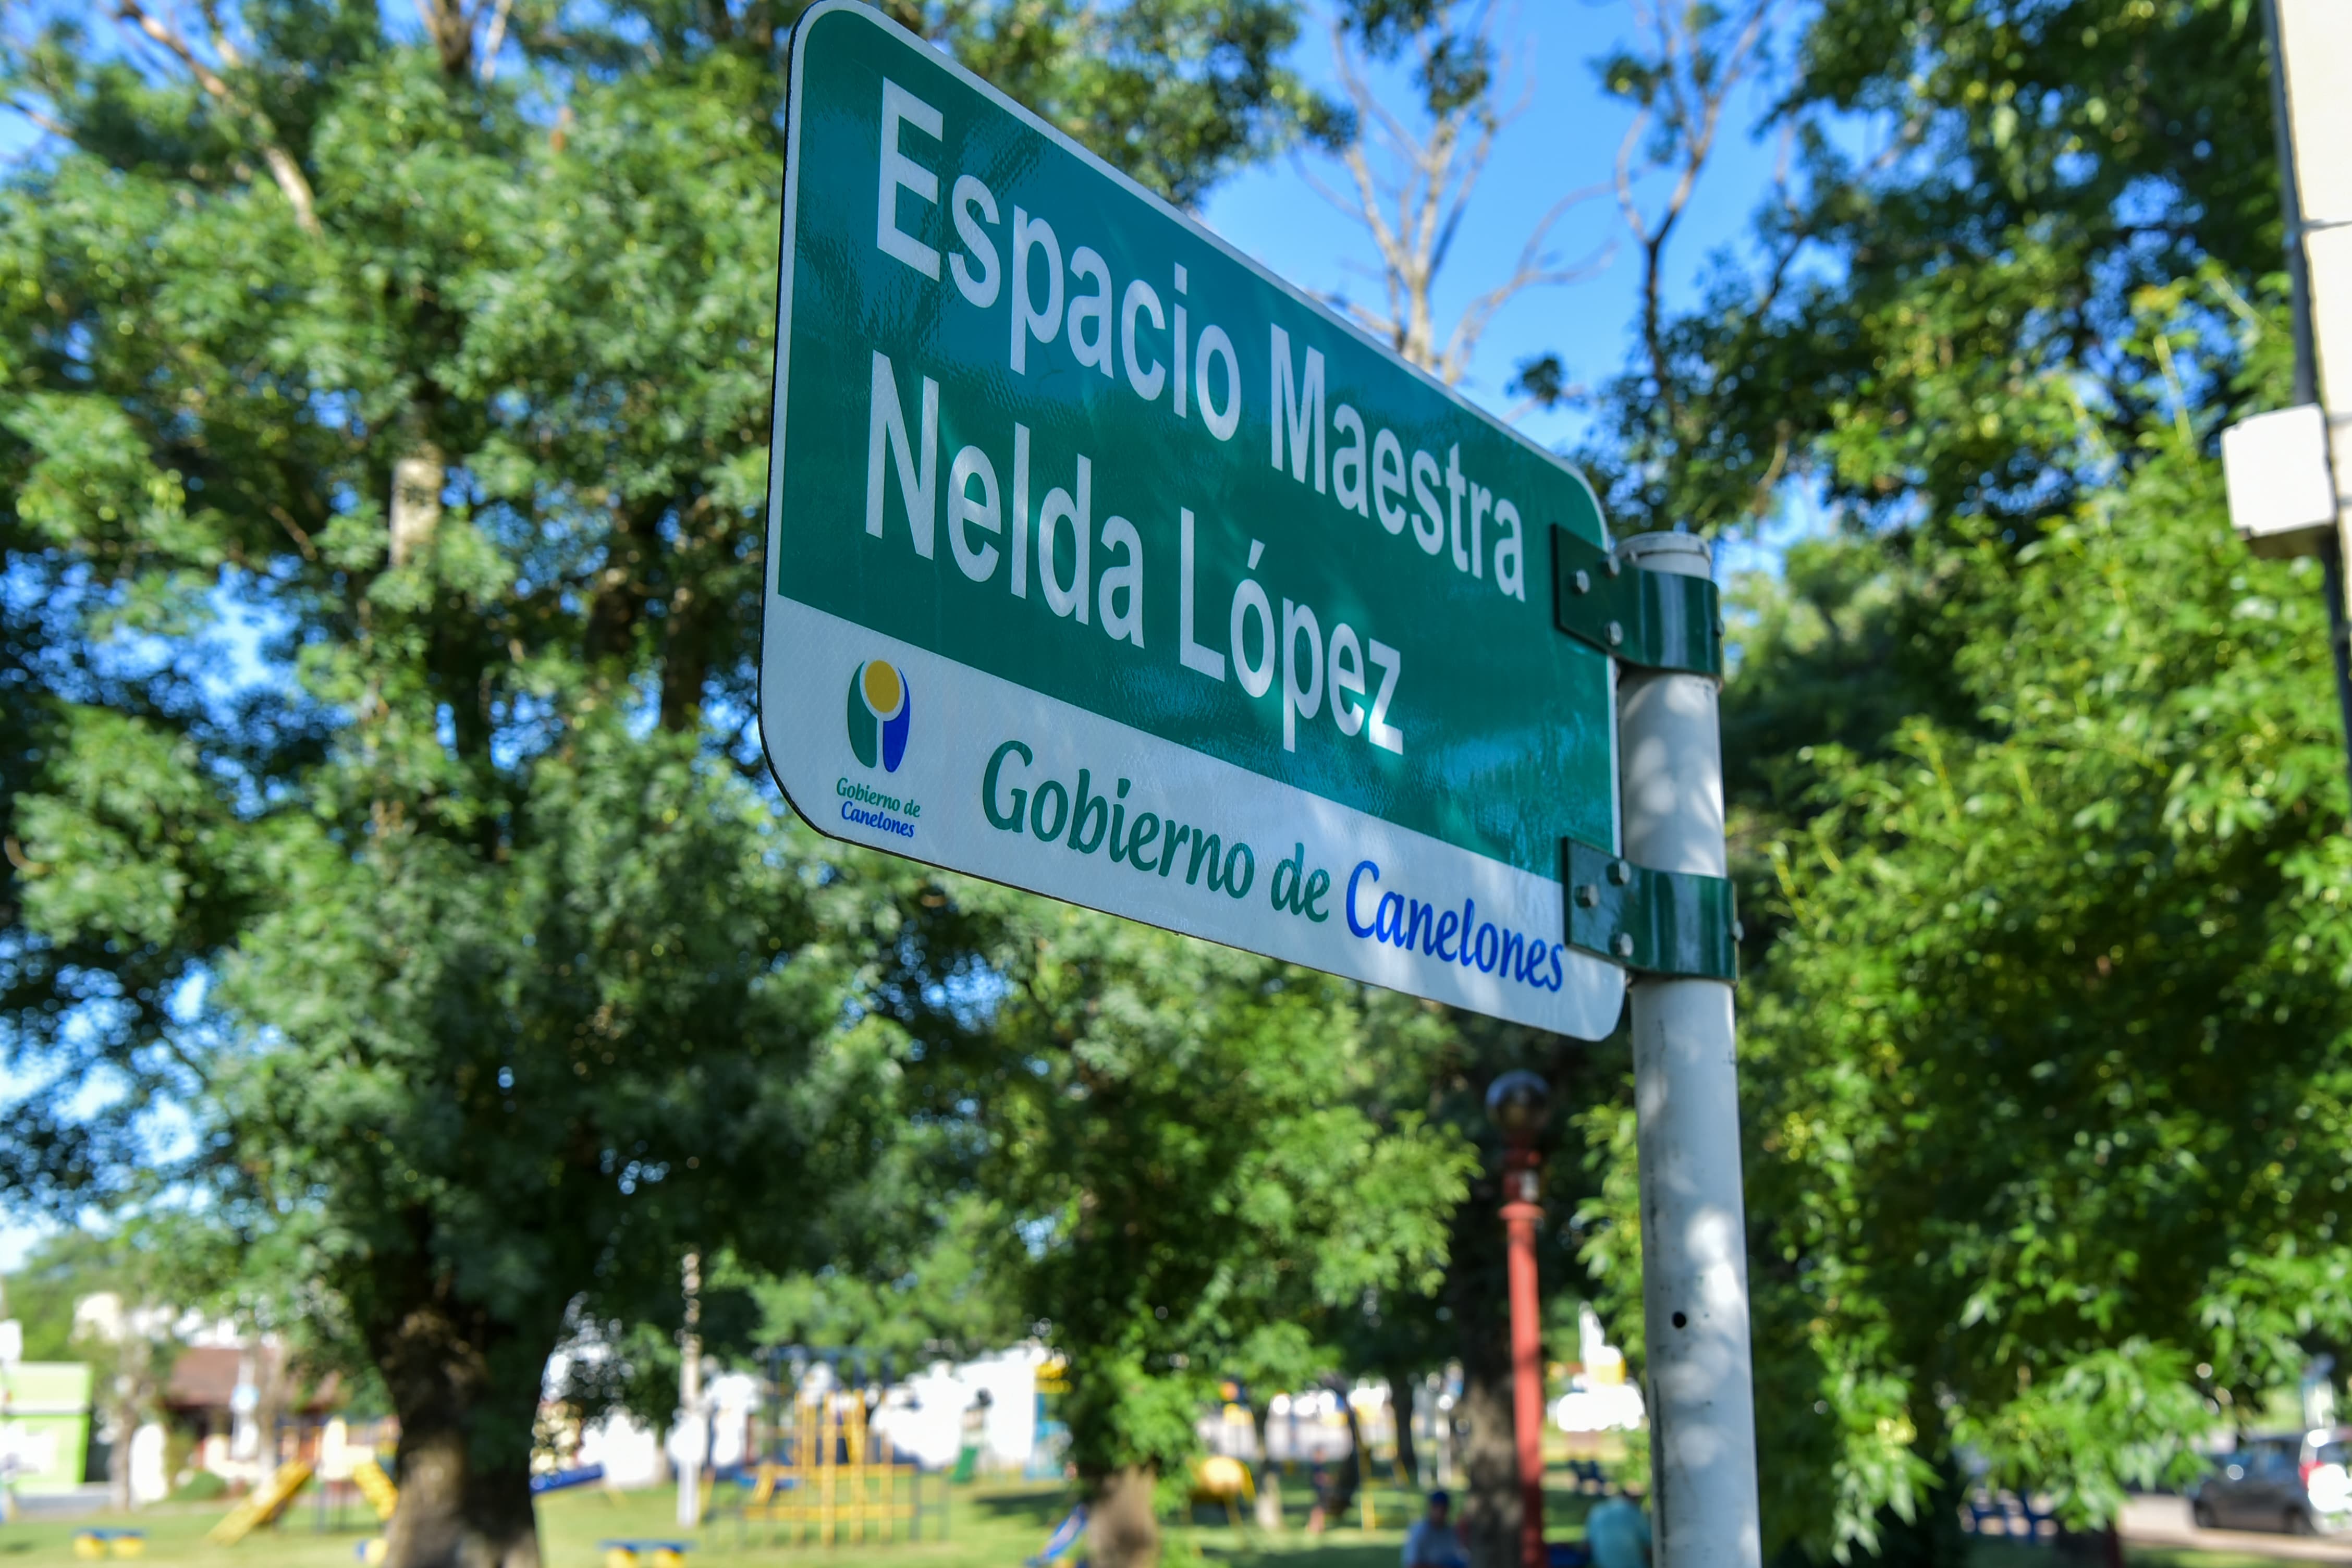 Espacio Maestra
Nelda López
Gobierno de
Canelones
Gobierno de Canelones